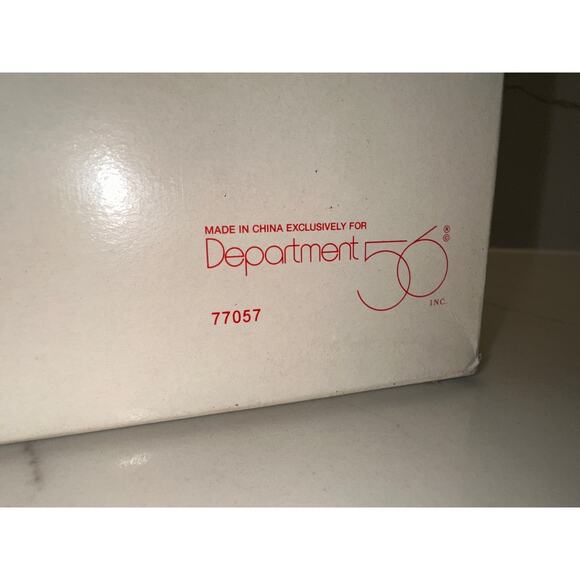 MADE IN CHINA EXCLUSIVELY FOR
Department 56 ® ©
INC.
77057